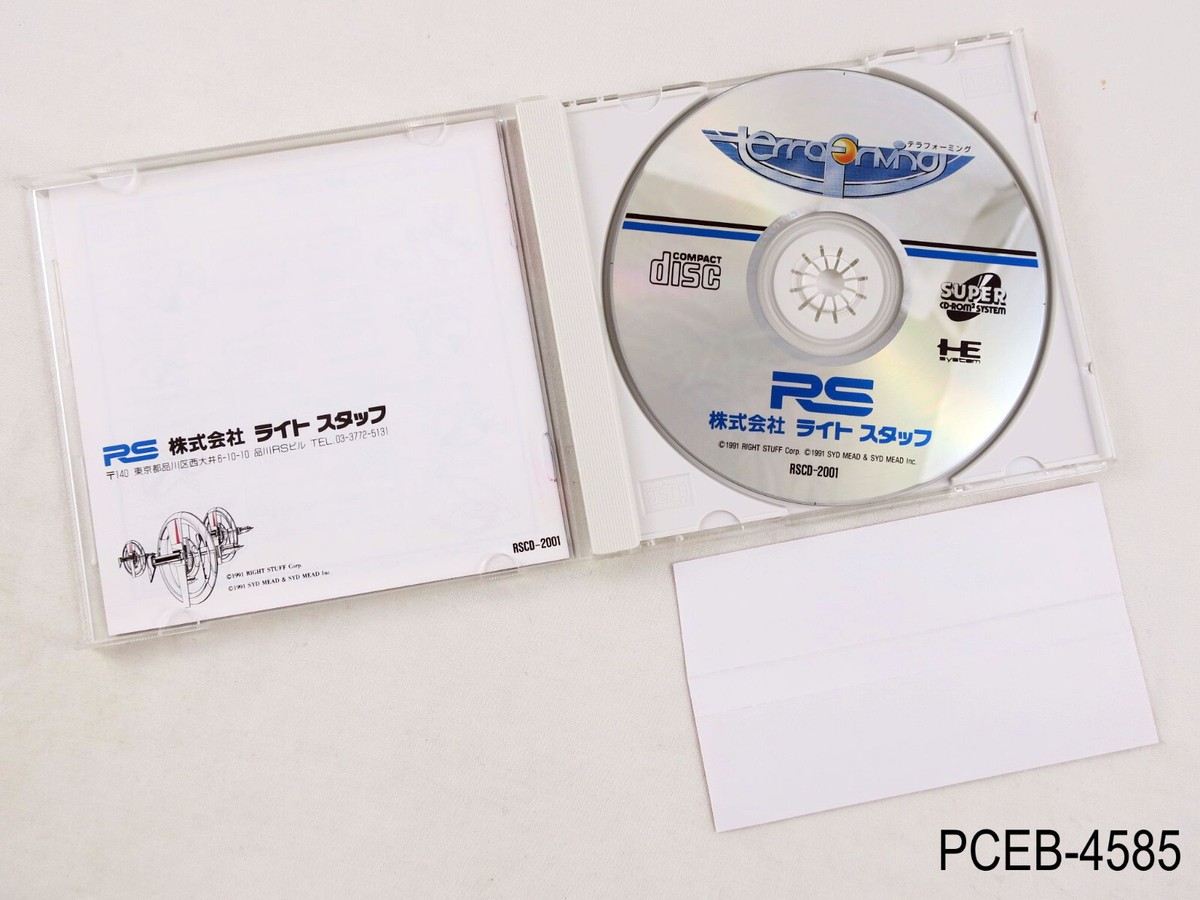 RS 株式会社 ライト スタッフ
〒140 東京都品川区西大井6-10-10 品川RSビル TEL.03-3772-5131
©1991 RIGHT STUFF Corp.
©1991 SYD MEAD & SYD MEAD Inc.
RSCD-2001
terraforming
テラフォーミング
COMPACT
disc
SUPER
CD-ROM² SYSTEM
HE
system
RS
株式会社 ライト スタッフ
©1991 RIGHT STUFF Corp. ©1991 SYD MEAD & SYD MEAD Inc.
RSCD-2001
PCEB-4585